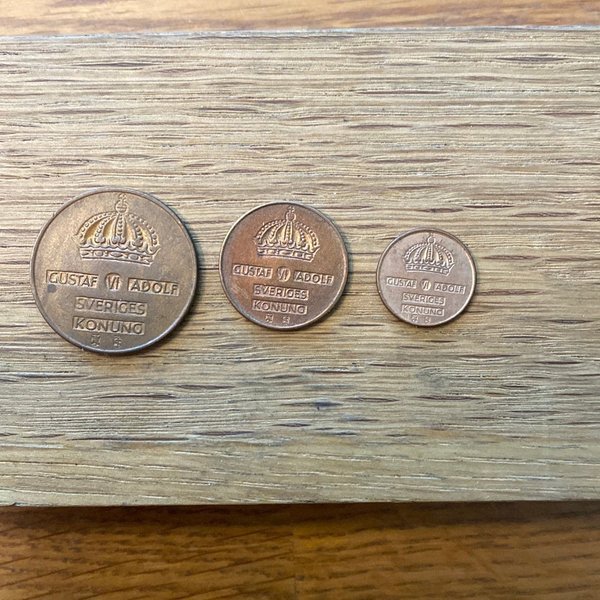 GUSTAF VI ADOLF
SVERIGES
KONUNG
GUSTAF VI ADOLF
SVERIGES
KONUNG
GUSTAF VI ADOLF
SVERIGES
KONUNG